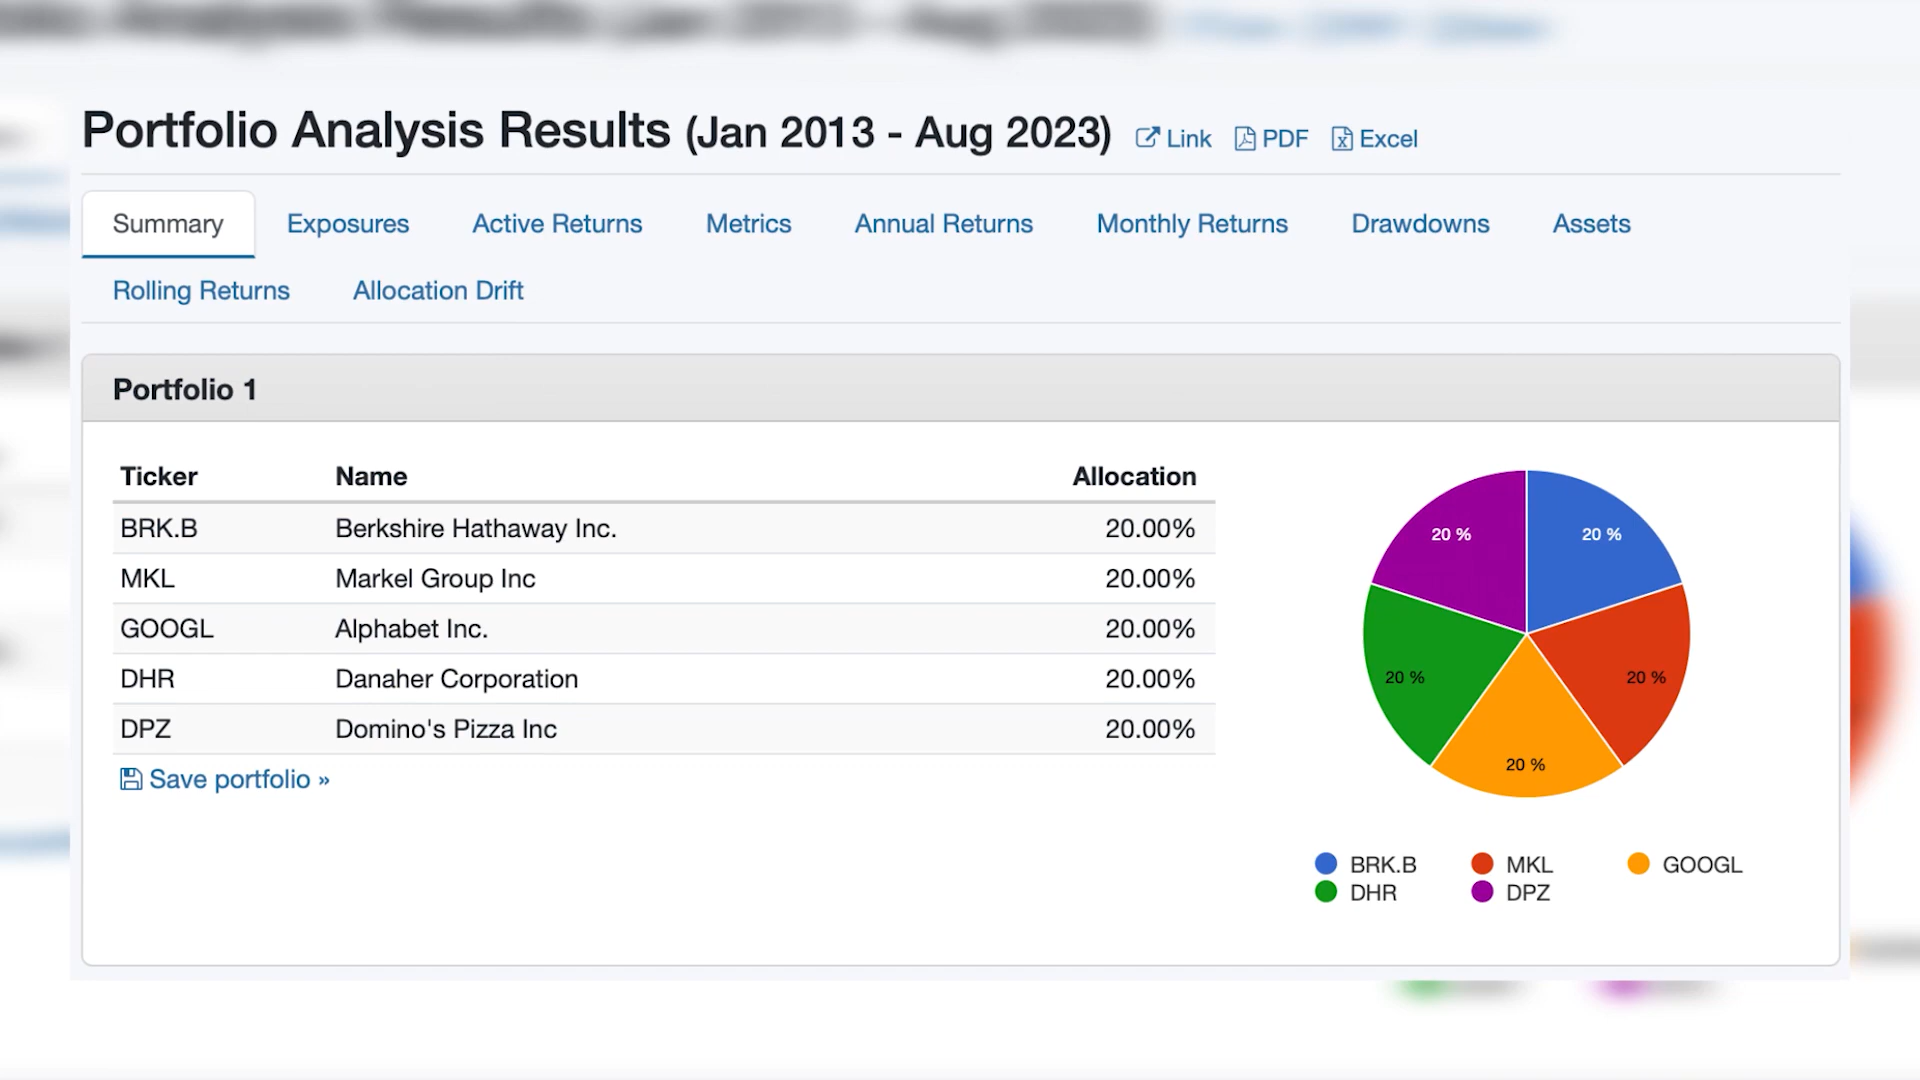 Portfolio Analysis Results (Jan 2013 - Aug 2023) Link PDF Excel
Summary Exposures Active Returns Metrics Annual Returns Monthly Returns Drawdowns Assets
Rolling Returns Allocation Drift
Portfolio 1
Ticker Name Allocation
BRK.B Berkshire Hathaway Inc. 20.00%
MKL Markel Group Inc 20.00%
GOOGL Alphabet Inc. 20.00%
DHR Danaher Corporation 20.00%
DPZ Domino's Pizza Inc 20.00%
Save portfolio »
20 % 20 %
20 % 20 %
20 %
BRK.B MKL GOOGL
DHR DPZ